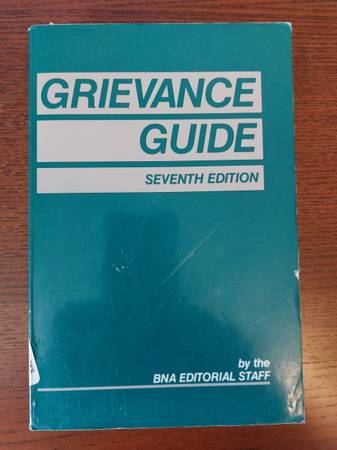 GRIEVANCE
GUIDE
SEVENTH EDITION
by the
BNA EDITORIAL STAFF